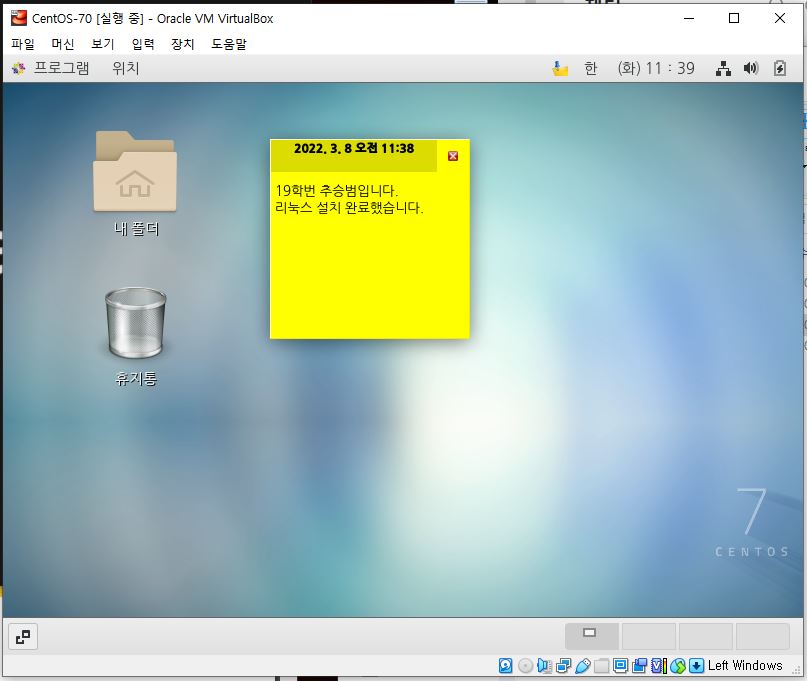 CentOS-70 [실행 중] - Oracle VM VirtualBox
파일 머신 보기 입력 장치 도움말
프로그램 위치 한 (화) 11 : 39
2022. 3. 8 오전 11:38
19학번 추승범입니다.
리눅스 설치 완료했습니다.
내 폴더
휴지통
7
CENTOS
Left Windows